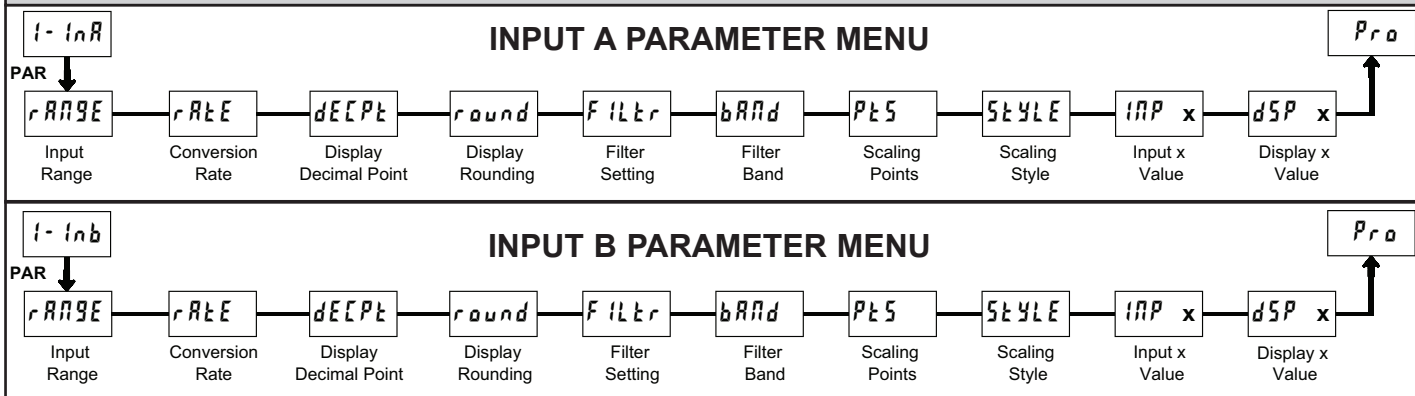 1-InA
INPUT A PARAMETER MENU
Pro
PAR
rANGE rAtE dECPt round FILtr bANd PtS StYLE INP x dSP x
Input Range Conversion Rate Display Decimal Point Display Rounding Filter Setting Filter Band Scaling Points Scaling Style Input x Value Display x Value
1-Inb
INPUT B PARAMETER MENU
Pro
PAR
rANGE rAtE dECPt round FILtr bANd PtS StYLE INP x dSP x
Input Range Conversion Rate Display Decimal Point Display Rounding Filter Setting Filter Band Scaling Points Scaling Style Input x Value Display x Value